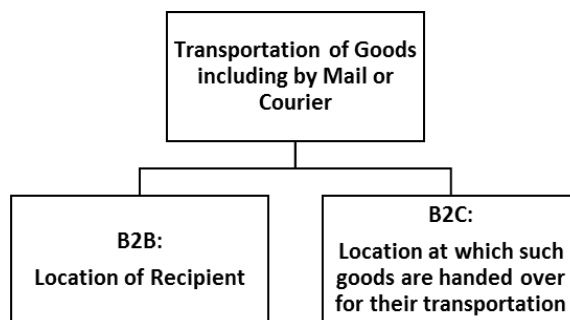 Transportation of Goods
including by Mail or
Courier
B2B:
Location of Recipient
B2C:
Location at which such
goods are handed over
for their transportation